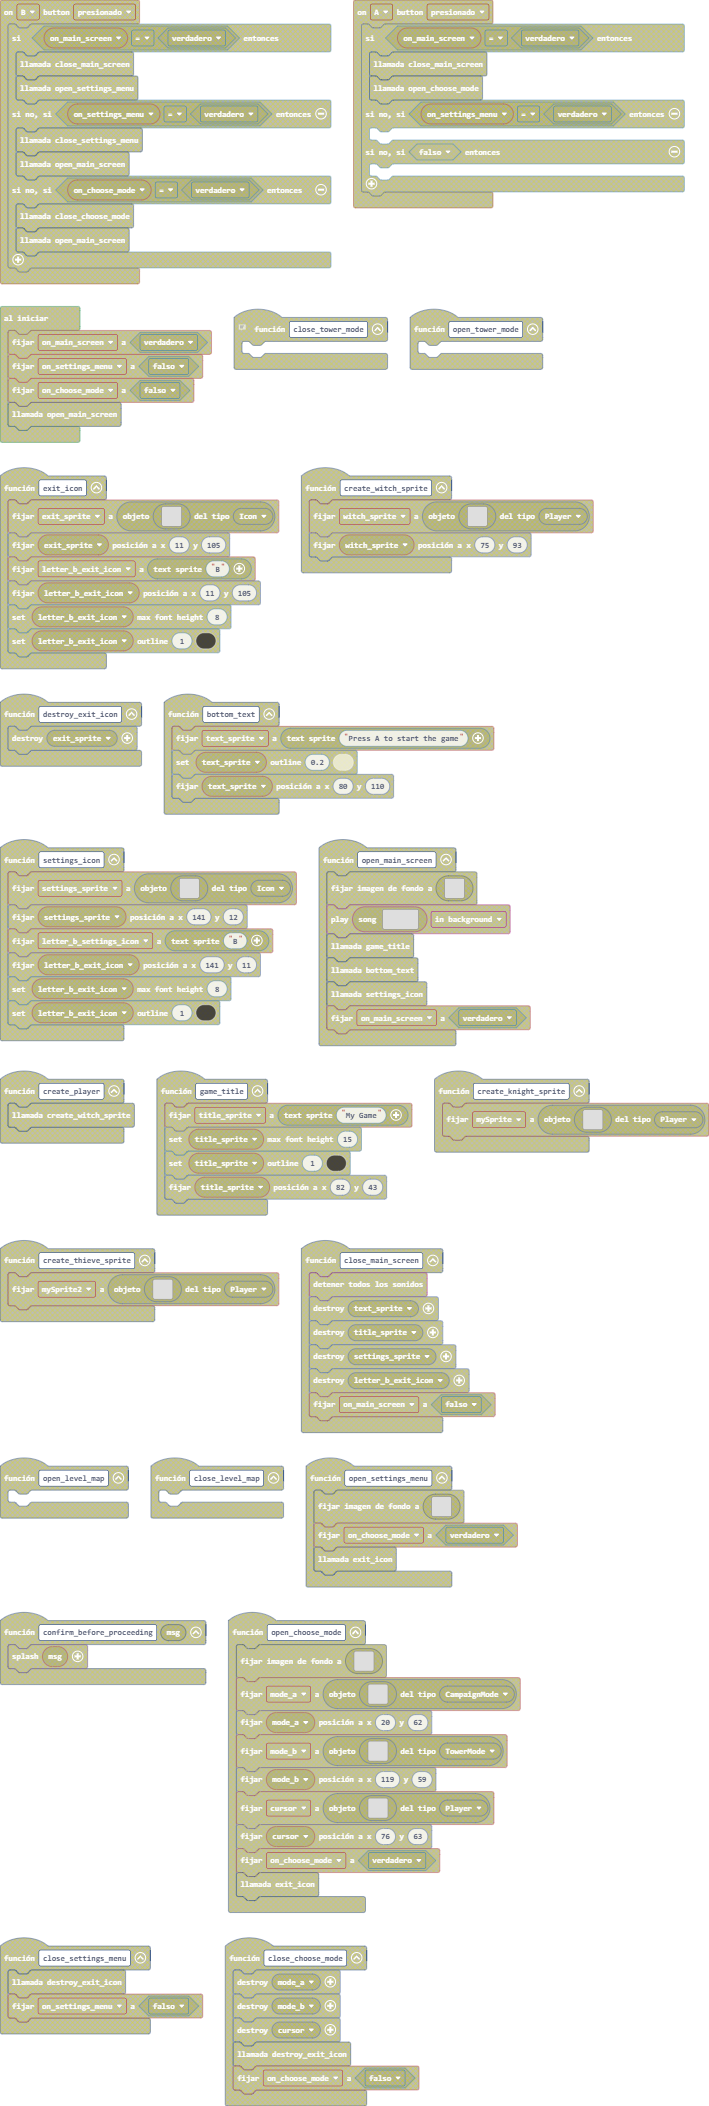 on B button presionado
si on_main_screen = verdadero entonces
llamada close_main_screen
llamada open_settings_menu
si no, si on_settings_menu = verdadero entonces
llamada close_settings_menu
llamada open_main_screen
si no, si on_choose_mode = verdadero entonces
llamada close_choose_mode
llamada open_main_screen
on A button presionado
si on_main_screen = verdadero entonces
llamada close_main_screen
llamada open_choose_mode
si no, si on_settings_menu = verdadero entonces
si no, si falso entonces
al iniciar
fijar on_main_screen a verdadero
fijar on_settings_menu a falso
fijar on_choose_mode a falso
llamada open_main_screen
función close_tower_mode
función open_tower_mode
función exit_icon
fijar exit_sprite a objeto del tipo Icon
fijar exit_sprite posición a x 11 y 105
fijar letter_b_exit_icon a text sprite "B"
fijar letter_b_exit_icon posición a x 11 y 105
set letter_b_exit_icon max font height 8
set letter_b_exit_icon outline 1
función create_witch_sprite
fijar witch_sprite a objeto del tipo Player
fijar witch_sprite posición a x 75 y 93
función destroy_exit_icon
destroy exit_sprite
función bottom_text
fijar text_sprite a text sprite "Press A to start the game"
set text_sprite outline 0.2
fijar text_sprite posición a x 80 y 110
función settings_icon
fijar settings_sprite a objeto del tipo Icon
fijar settings_sprite posición a x 141 y 12
fijar letter_b_settings_icon a text sprite "B"
fijar letter_b_exit_icon posición a x 141 y 11
set letter_b_exit_icon max font height 8
set letter_b_exit_icon outline 1
función open_main_screen
fijar imagen de fondo a
play song in background
llamada game_title
llamada bottom_text
llamada settings_icon
fijar on_main_screen a verdadero
función create_player
llamada create_witch_sprite
función game_title
fijar title_sprite a text sprite "My Game"
set title_sprite max font height 15
set title_sprite outline 1
fijar title_sprite posición a x 82 y 43
función create_knight_sprite
fijar mySprite a objeto del tipo Player
función create_thieve_sprite
fijar mySprite2 a objeto del tipo Player
función close_main_screen
detener todos los sonidos
destroy text_sprite
destroy title_sprite
destroy settings_sprite
destroy letter_b_exit_icon
fijar on_main_screen a falso
función open_level_map
función close_level_map
función open_settings_menu
fijar imagen de fondo a
fijar on_choose_mode a verdadero
llamada exit_icon
función confirm_before_proceeding msg
splash msg
función open_choose_mode
fijar imagen de fondo a
fijar mode_a a objeto del tipo CampaignMode
fijar mode_a posición a x 20 y 62
fijar mode_b a objeto del tipo TowerMode
fijar mode_b posición a x 119 y 59
fijar cursor a objeto del tipo Player
fijar cursor posición a x 76 y 63
fijar on_choose_mode a verdadero
llamada exit_icon
función close_settings_menu
llamada destroy_exit_icon
fijar on_settings_menu a falso
función close_choose_mode
destroy mode_a
destroy mode_b
destroy cursor
llamada destroy_exit_icon
fijar on_choose_mode a falso